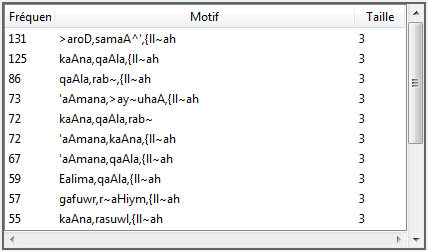 Fréquen Motif Taille
131 >aroD,samaA^',{ll~ah 3
125 kaAna,qaAla,{ll~ah 3
86 qaAla,rab~,{ll~ah 3
73 'aAmana,>ay~uhaA,{ll~ah 3
72 kaAna,qaAla,rab~ 3
72 'aAmana,kaAna,{ll~ah 3
67 'aAmana,qaAla,{ll~ah 3
59 Ealima,qaAla,{ll~ah 3
57 gafuwr,r~aHiym,{ll~ah 3
55 kaAna,rasuwl,{ll~ah 3